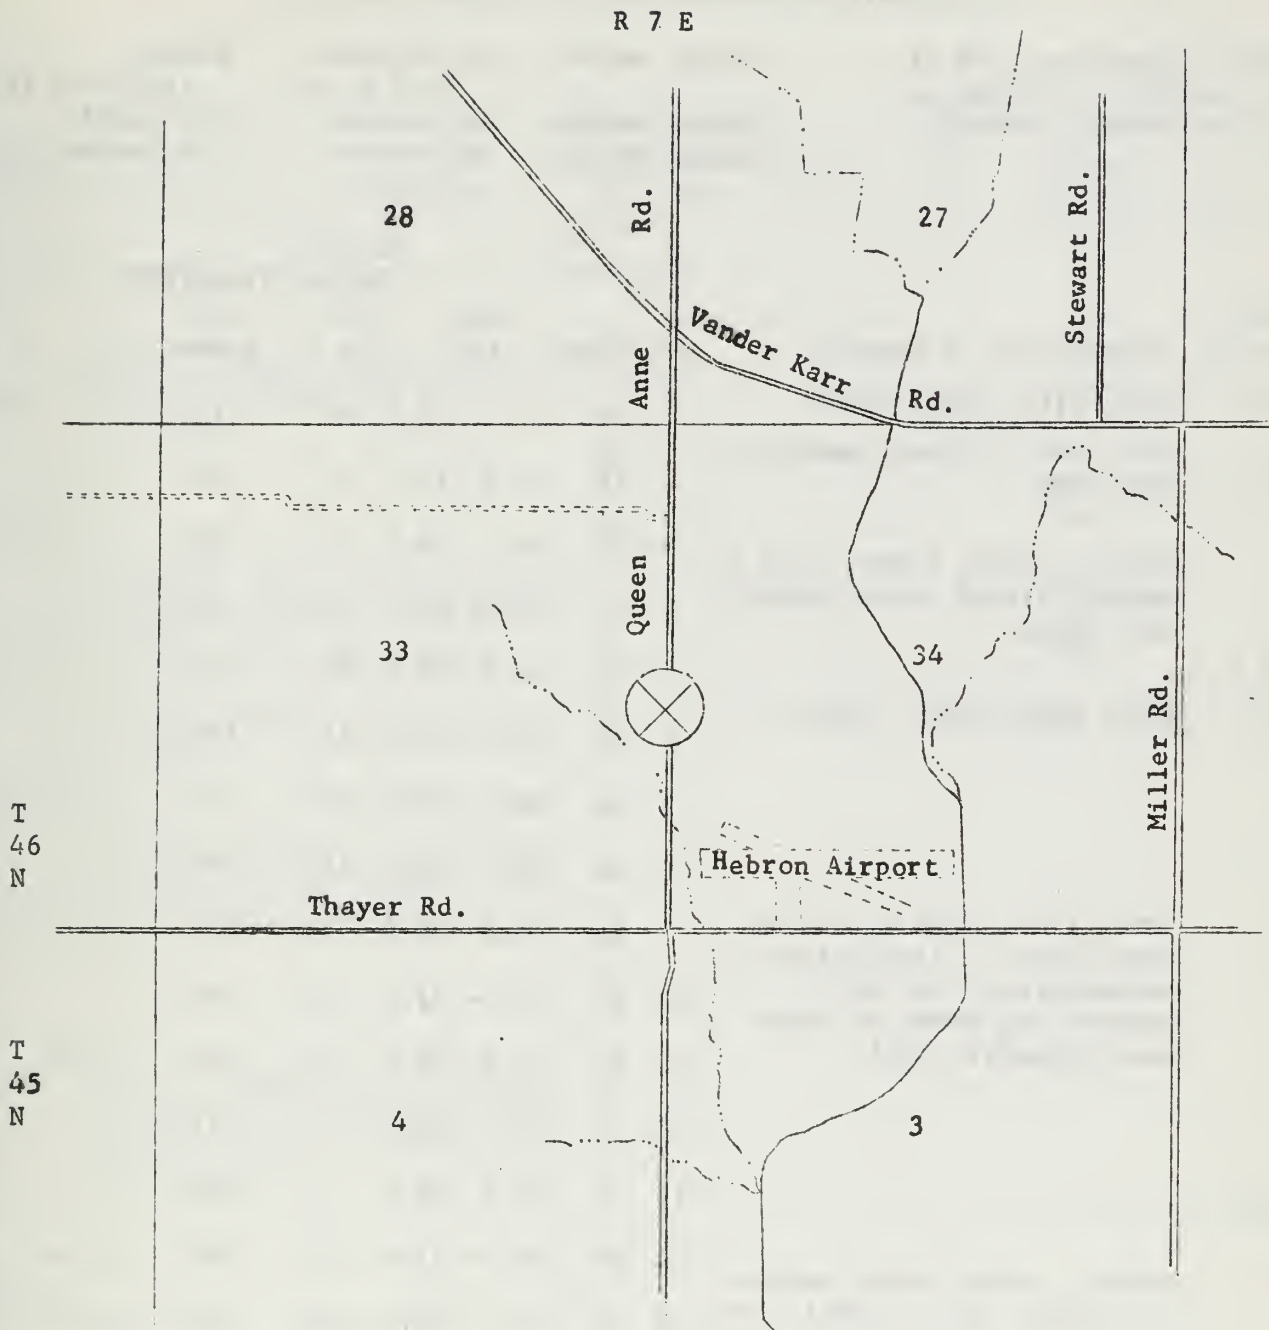 R 7 E
28
27
Rd.
Stewart Rd.
Vander Karr
Rd.
Anne
Queen
33
34
Miller Rd.
T
46
N
Hebron Airport
Thayer Rd.
T
45
N
4
3